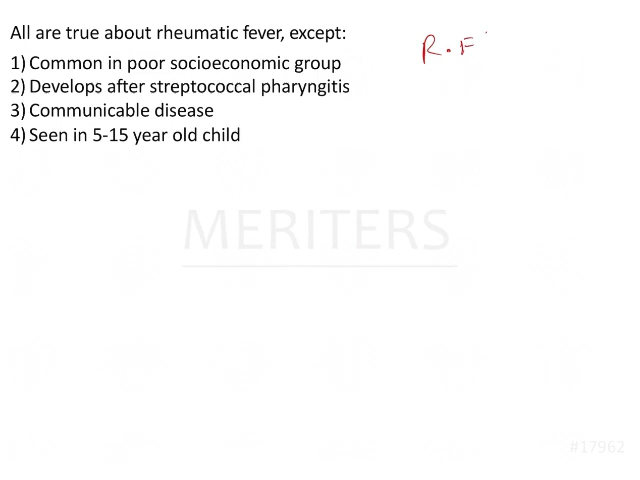 All are true about rheumatic fever, except:
R.F
1) Common in poor socioeconomic group
2) Develops after streptococcal pharyngitis
3) Communicable disease
4) Seen in 5-15 year old child
MERITERS
#17962